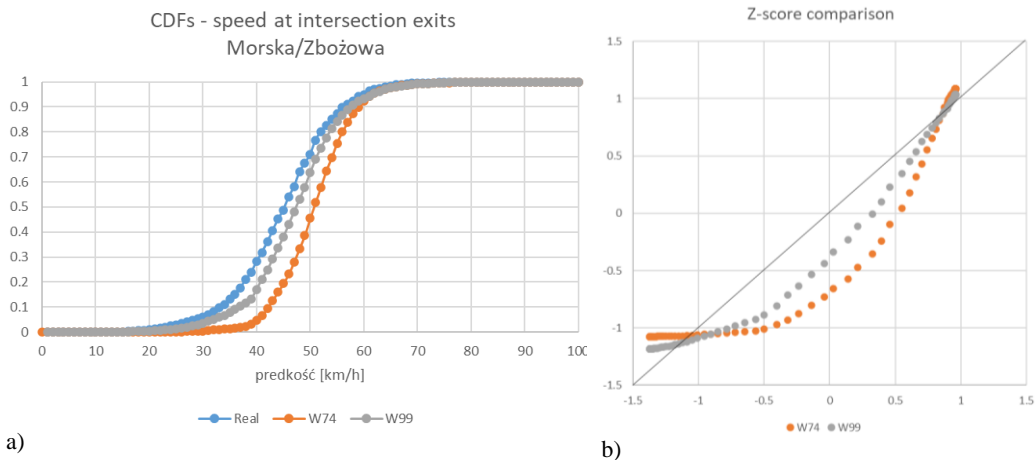 CDFs - speed at intersection exits
Morska/Zbożowa
1
0.9
0.8
0.7
0.6
0.5
0.4
0.3
0.2
0.1
0
0 10 20 30 40 50 60 70 80 90 100
predkość [km/h]
Real W74 W99
a)
Z-score comparison
1.5
1
0.5
0
-0.5
-1
-1.5
-1.5 -1 -0.5 0 0.5 1 1.5
W74 W99
b)